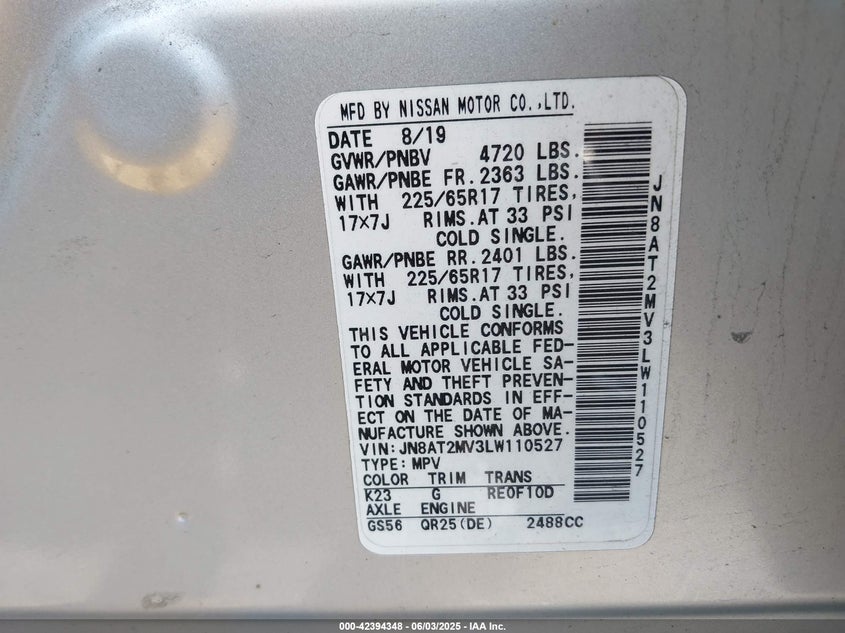 MFD BY NISSAN MOTOR CO.,LTD.
DATE 8/19
GVWR/PNBV 4720 LBS.
GAWR/PNBE FR.2363 LBS.
WITH 225/65R17 TIRES,
17×7J RIMS.AT 33 PSI
COLD SINGLE.
GAWR/PNBE RR.2401 LBS.
WITH 225/65R17 TIRES,
17×7J RIMS.AT 33 PSI
COLD SINGLE.
THIS VEHICLE CONFORMS
TO ALL APPLICABLE FED-
ERAL MOTOR VEHICLE SA-
FETY AND THEFT PREVEN-
TION STANDARDS IN EFF-
ECT ON THE DATE OF MA-
NUFACTURE SHOWN ABOVE.
VIN:JN8AT2MV3LW110527
TYPE:MPV
COLOR TRIM TRANS
K23 G RE0F10D
AXLE ENGINE
GS56 QR25(DE) 2488CC
JN8AT2MV3LW110527
000-42394348 - 06/03/2025 - IAA Inc.